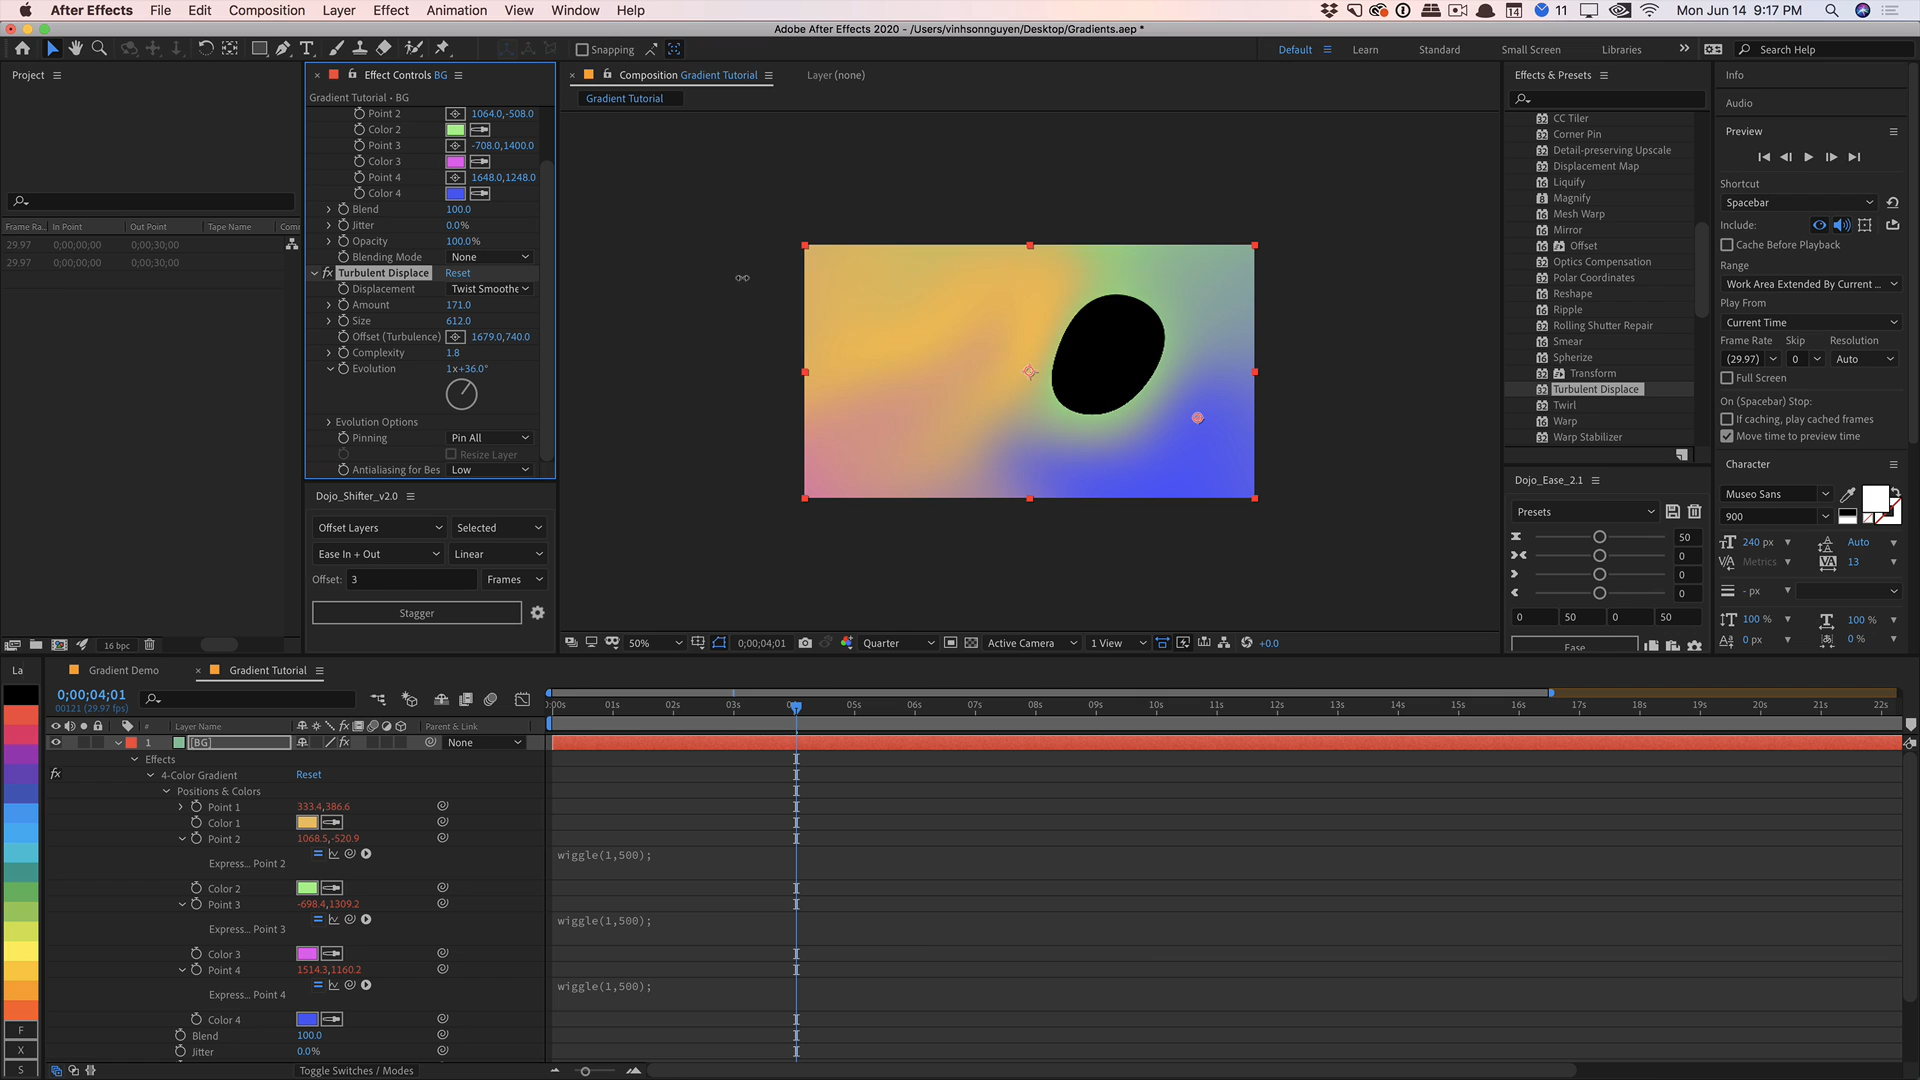 After Effects File Edit Composition Layer Effect Animation View Window Help 14 11 Mon Jun 14 9:17 PM
Adobe After Effects 2020 - /Users/vinhsonnguyen/Desktop/Gradients.aep *
Snapping Default Learn Standard Small Screen Libraries Search Help
Project
Frame Ra... In Point Out Point Tape Name Com
29.97 0;00;00;00 0;00;30;00
29.97 0;00;00;00 0;00;30;00
16 bpc
Effect Controls BG
Gradient Tutorial • BG
Point 2 1064.0,-508.0
Color 2
Point 3 -708.0,1400.0
Color 3
Point 4 1648.0,1248.0
Color 4
Blend 100.0
Jitter 0.0%
Opacity 100.0%
Blending Mode None
fx Turbulent Displace Reset
Displacement Twist Smoothe
Amount 171.0
Size 612.0
Offset (Turbulence) 1679.0,740.0
Complexity 1.8
Evolution 1x+36.0°
Evolution Options
Pinning Pin All
Resize Layer
Antialiasing for Bes Low
Dojo_Shifter_v2.0
Offset Layers Selected
Ease In + Out Linear
Offset: 3 Frames
Stagger
Composition Gradient Tutorial Layer (none)
Gradient Tutorial
50% 0;00;04;01 Quarter Active Camera 1 View +0.0
Effects & Presets
CC Tiler
Corner Pin
Detail-preserving Upscale
Displacement Map
Liquify
Magnify
Mesh Warp
Mirror
Offset
Optics Compensation
Polar Coordinates
Reshape
Ripple
Rolling Shutter Repair
Smear
Spherize
Transform
Turbulent Displace
Twirl
Warp
Warp Stabilizer
Dojo_Ease_2.1
Presets
50
0
0
0
0 50 0 50
Ease
Info
Audio
Preview
Shortcut
Spacebar
Include:
Cache Before Playback
Range
Work Area Extended By Current ...
Play From
Current Time
Frame Rate Skip Resolution
(29.97) 0 Auto
Full Screen
On (Spacebar) Stop:
If caching, play cached frames
Move time to preview time
Character
Museo Sans
900
240 px Auto
Metrics 13
- px
100 % 100 %
0 px 0 %
La
F
X
S
Gradient Demo Gradient Tutorial
0;00;04;01
00121 (29.97 fps)
# Layer Name fx Parent & Link
1 [BG] fx None
Effects
fx 4-Color Gradient Reset
Positions & Colors
Point 1 333.4,386.6
Color 1
Point 2 1068.5,-520.9
Express... Point 2 wiggle(1,500);
Color 2
Point 3 -698.4,1309.2
Express... Point 3 wiggle(1,500);
Color 3
Point 4 1514.3,1160.2
Express... Point 4 wiggle(1,500);
Color 4
Blend 100.0
Jitter 0.0%
Toggle Switches / Modes
:00s 01s 02s 03s 05s 06s 07s 08s 09s 10s 11s 12s 13s 14s 15s 16s 17s 18s 19s 20s 21s 22s